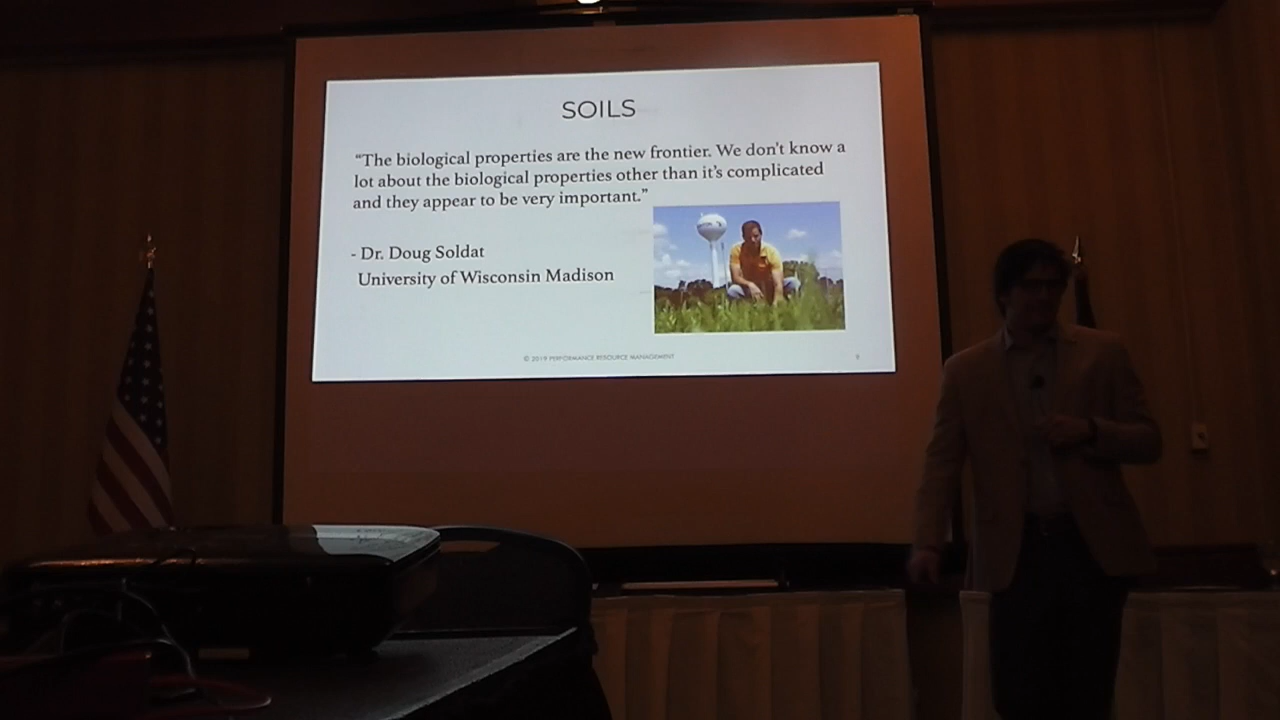 SOILS
“The biological properties are the new frontier. We don't know a
lot about the biological properties other than it’s complicated
and they appear to be very important.”
- Dr. Doug Soldat
University of Wisconsin Madison
© 2019 PERFORMANCE RESOURCE MANAGEMENT
9